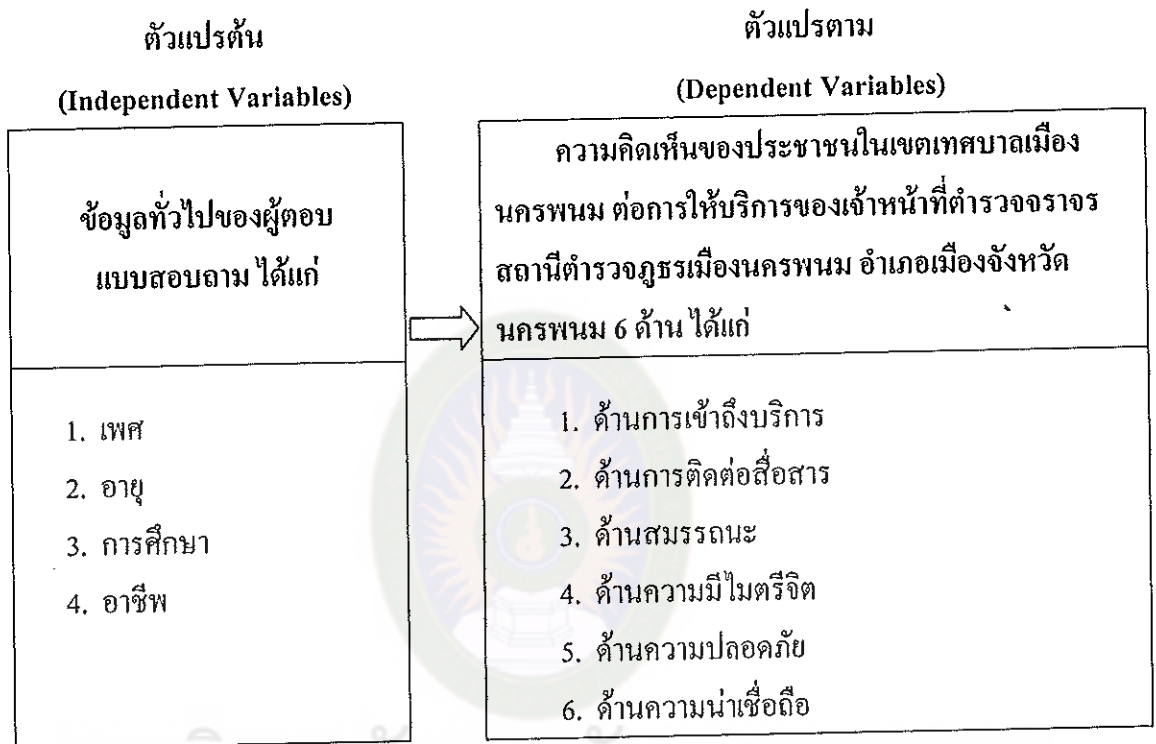 ตัวแปรต้น
(Independent Variables)
ข้อมูลทั่วไปของผู้ตอบ
แบบสอบถาม ได้แก่
1. เพศ
2. อายุ
3. การศึกษา
4. อาชีพ
ตัวแปรตาม
(Dependent Variables)
ความคิดเห็นของประชาชนในเขตเทศบาลเมือง
นครพนม ต่อการให้บริการของเจ้าหน้าที่ตำรวจจราจร
สถานีตำรวจภูธรเมืองนครพนม อำเภอเมืองจังหวัด
นครพนม 6 ด้าน ได้แก่
1. ด้านการเข้าถึงบริการ
2. ด้านการติดต่อสื่อสาร
3. ด้านสมรรถนะ
4. ด้านความมีไมตรีจิต
5. ด้านความปลอดภัย
6. ด้านความน่าเชื่อถือ